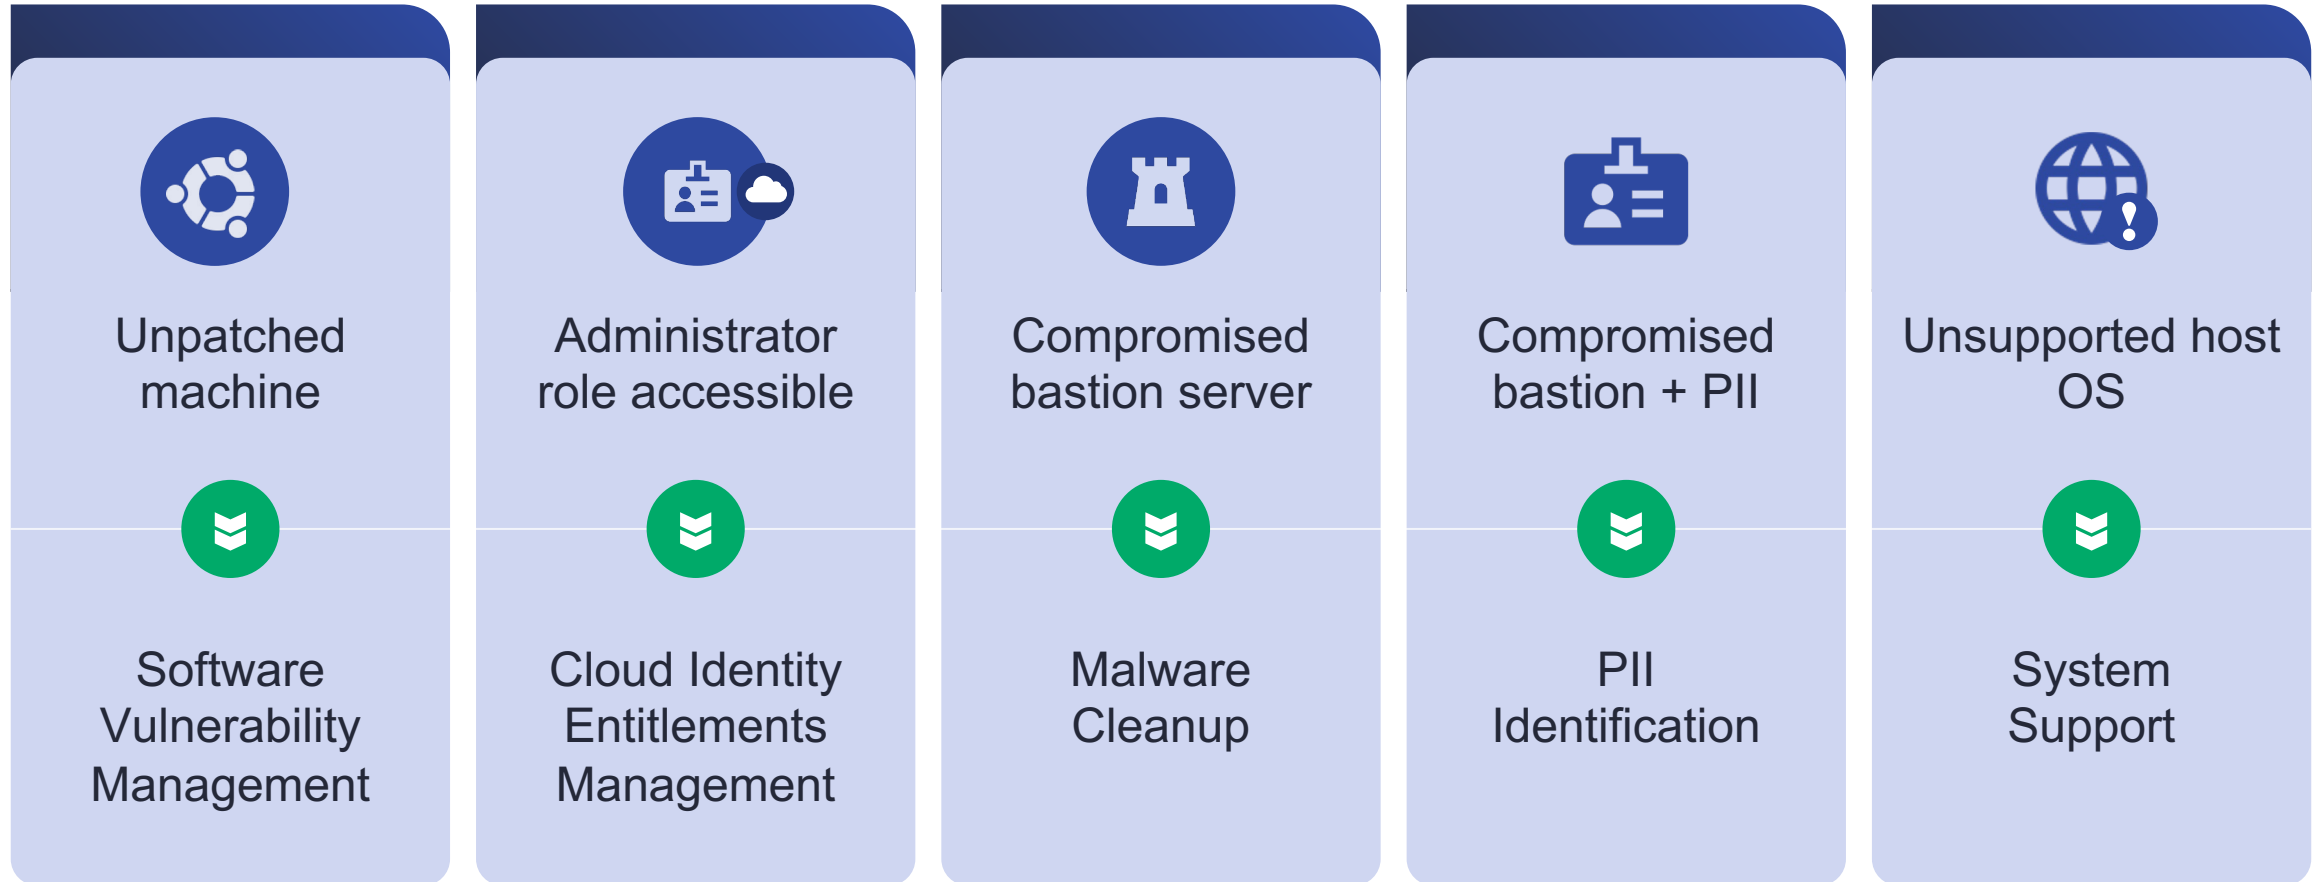 Unpatched
machine
Software
Vulnerability
Management
Administrator
role accessible
Cloud Identity
Entitlements
Management
Compromised
bastion server
Malware
Cleanup
Compromised
bastion + PII
PII
Identification
Unsupported host
OS
System
Support